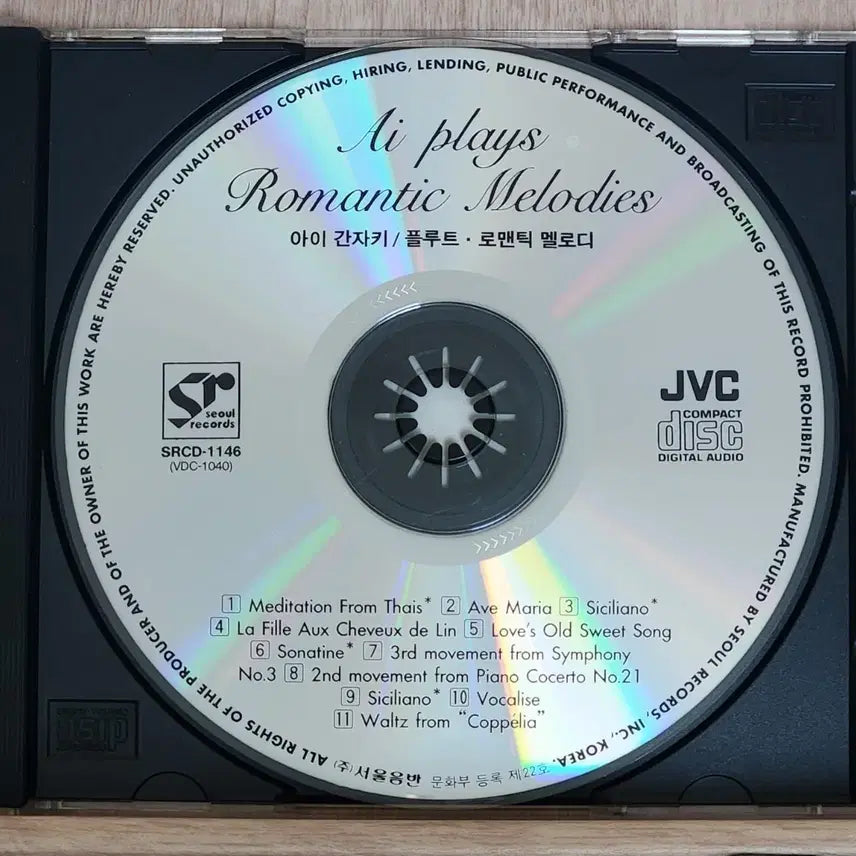 Ai plays
Romantic Melodies
아이 간자키 / 플루트 · 로맨틱 멜로디
Sr
seoul
records
SRCD-1146
(VDC-1040)
JVC
COMPACT
disc
DIGITAL AUDIO
1 Meditation From Thais* 2 Ave Maria 3 Siciliano*
4 La Fille Aux Cheveux de Lin 5 Love's Old Sweet Song
6 Sonatine* 7 3rd movement from Symphony
No.3 8 2nd movement from Piano Cocerto No.21
9 Siciliano* 10 Vocalise
11 Waltz from "Coppélia"
ALL RIGHTS OF THE PRODUCER AND OF THE OWNER OF THIS WORK ARE HEREBY RESERVED. UNAUTHORIZED COPYING, HIRING, LENDING, PUBLIC PERFORMANCE AND BROADCASTING OF THIS RECORD PROHIBITED. MANUFACTURED BY SEOUL RECORDS, INC., KOREA.
(주)서울음반 문화부 등록 제22호
disc